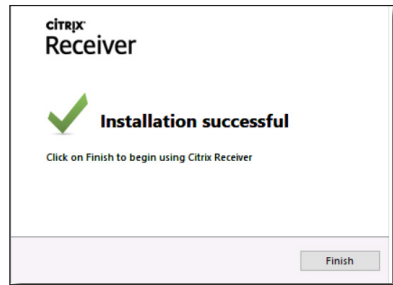 CITRIX
Receiver
Installation successful
Click on Finish to begin using Citrix Receiver
Finish